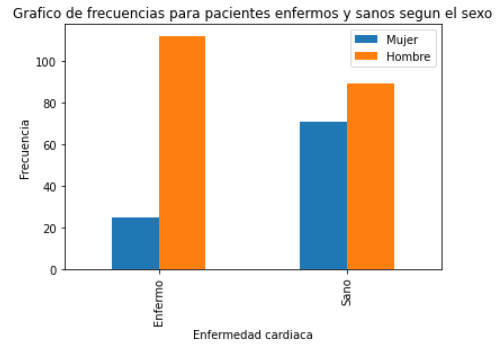 Grafico de frecuencias para pacientes enfermos y sanos segun el sexo
Mujer
Hombre
100
80
60
40
20
0
Frecuencia
Enfermo
Sano
Enfermedad cardiaca